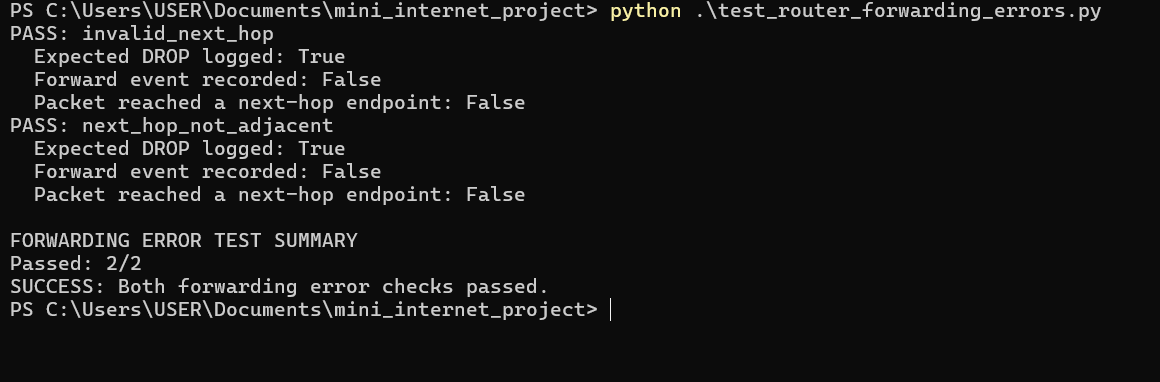 PS C:\Users\USER\Documents\mini_internet_project> python .\test_router_forwarding_errors.py
PASS: invalid_next_hop
  Expected DROP logged: True
  Forward event recorded: False
  Packet reached a next-hop endpoint: False
PASS: next_hop_not_adjacent
  Expected DROP logged: True
  Forward event recorded: False
  Packet reached a next-hop endpoint: False

FORWARDING ERROR TEST SUMMARY
Passed: 2/2
SUCCESS: Both forwarding error checks passed.
PS C:\Users\USER\Documents\mini_internet_project>